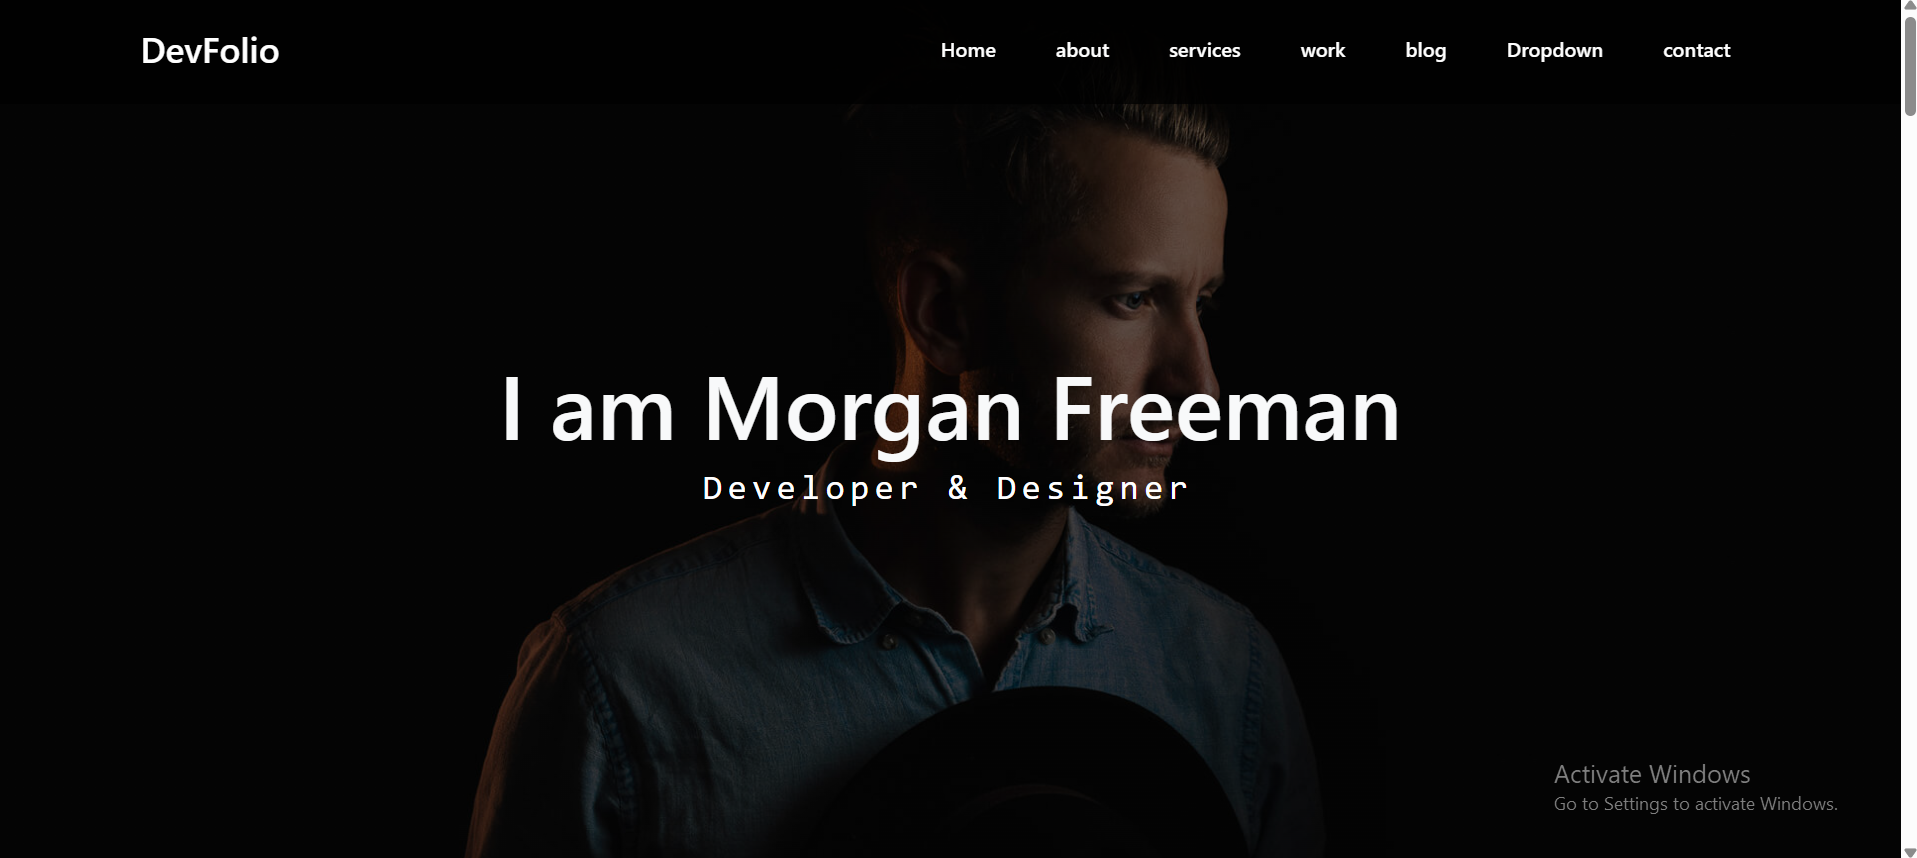 DevFolio
Home about services work blog Dropdown contact
I am Morgan Freeman
Developer & Designer
Activate Windows
Go to Settings to activate Windows.